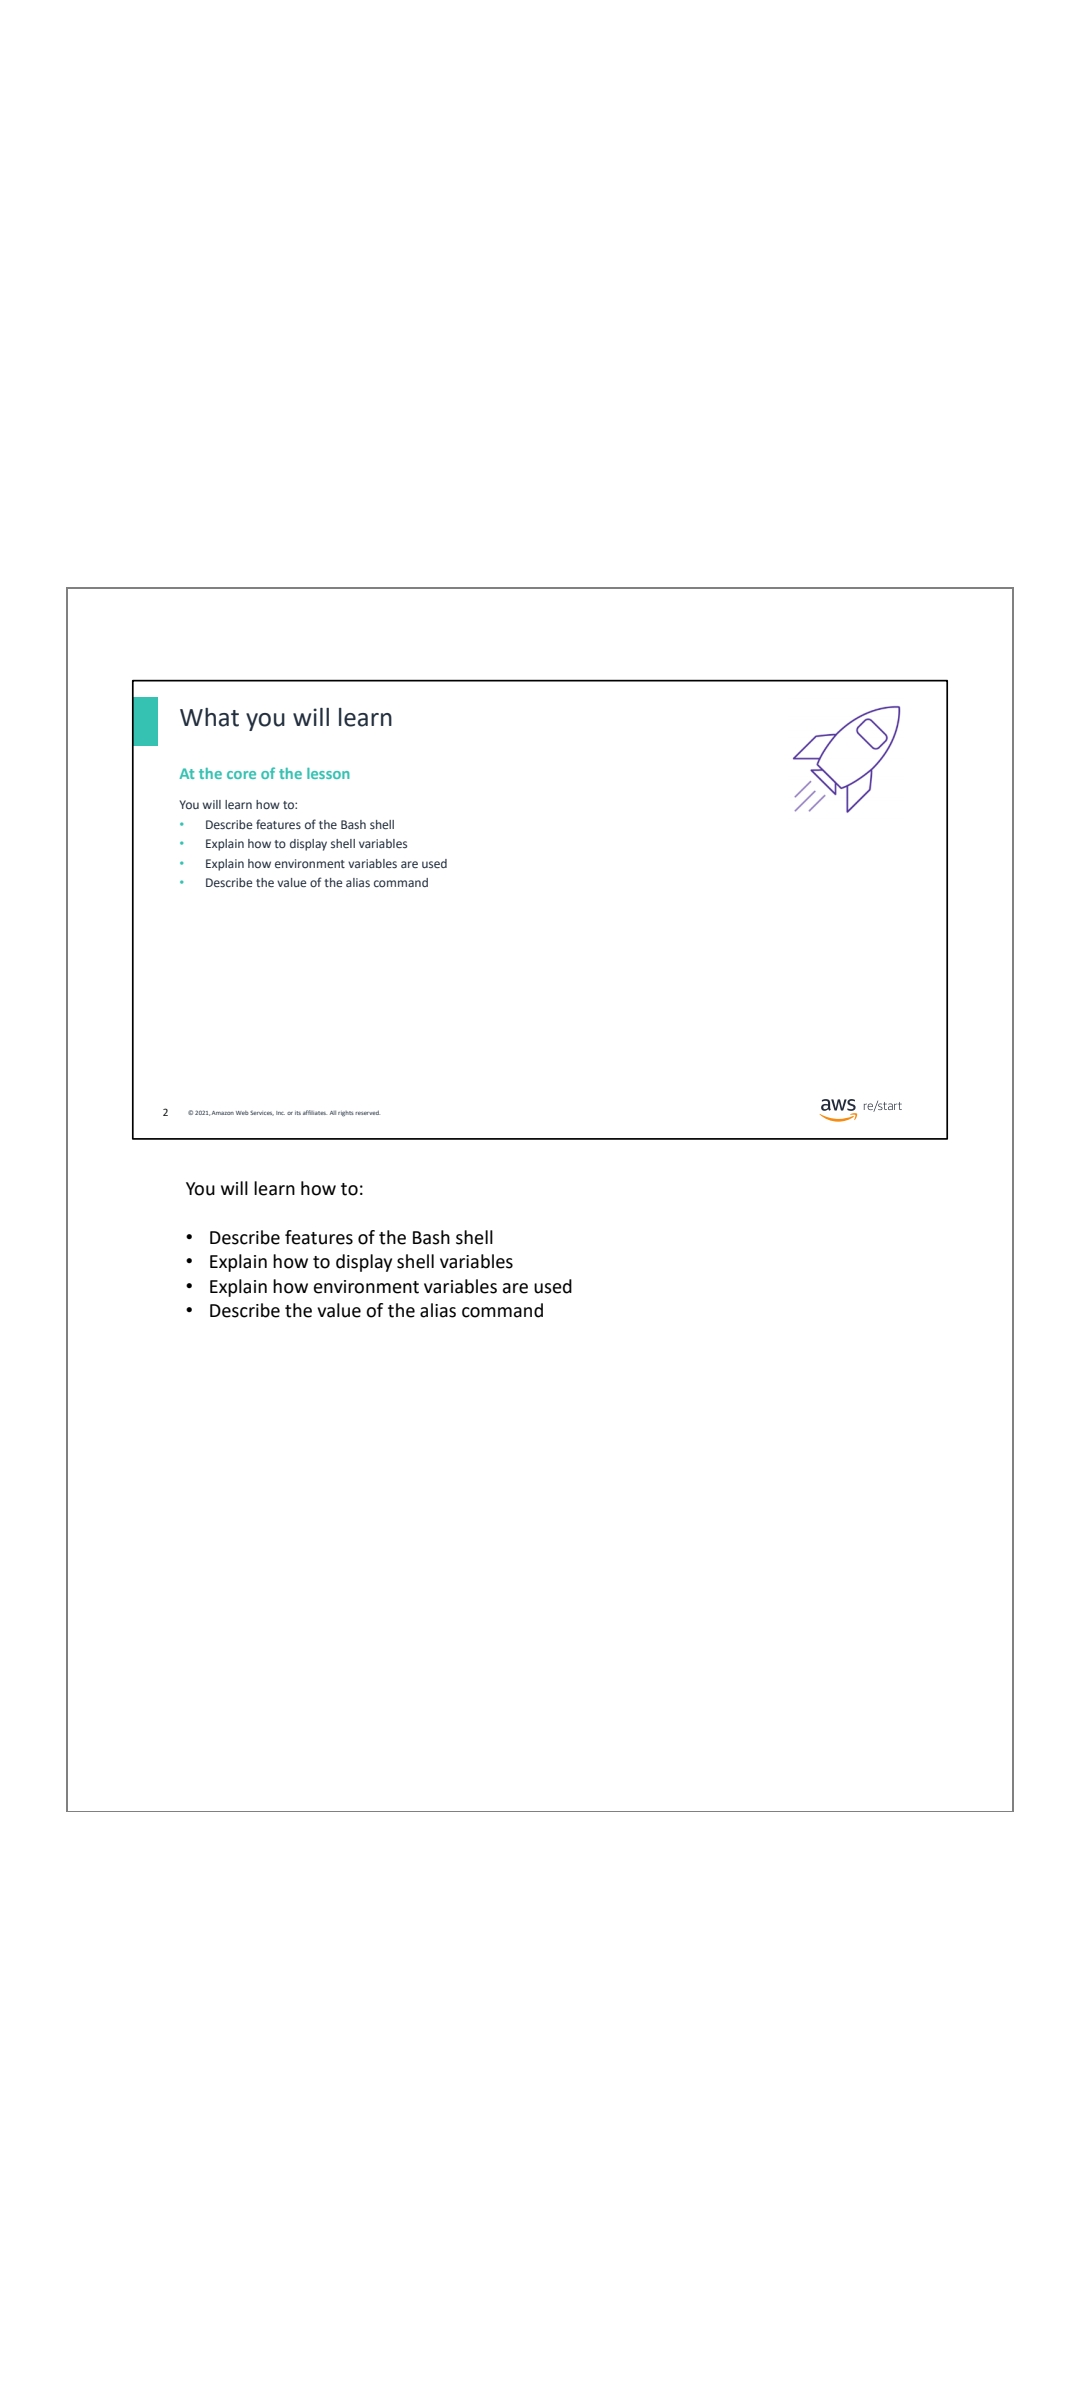 What you will learn
At the core of the lesson
You will learn how to:
• Describe features of the Bash shell
• Explain how to display shell variables
• Explain how environment variables are used
• Describe the value of the alias command
2 © 2021, Amazon Web Services, Inc. or its affiliates. All rights reserved.
aws re/start
You will learn how to:
• Describe features of the Bash shell
• Explain how to display shell variables
• Explain how environment variables are used
• Describe the value of the alias command